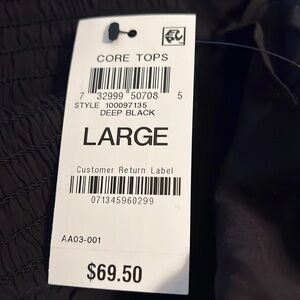 CORE TOPS
7 32999 50708 5
STYLE 100097135
DEEP BLACK
LARGE
Customer Return Label
071345960299
AA03-001
$69.50